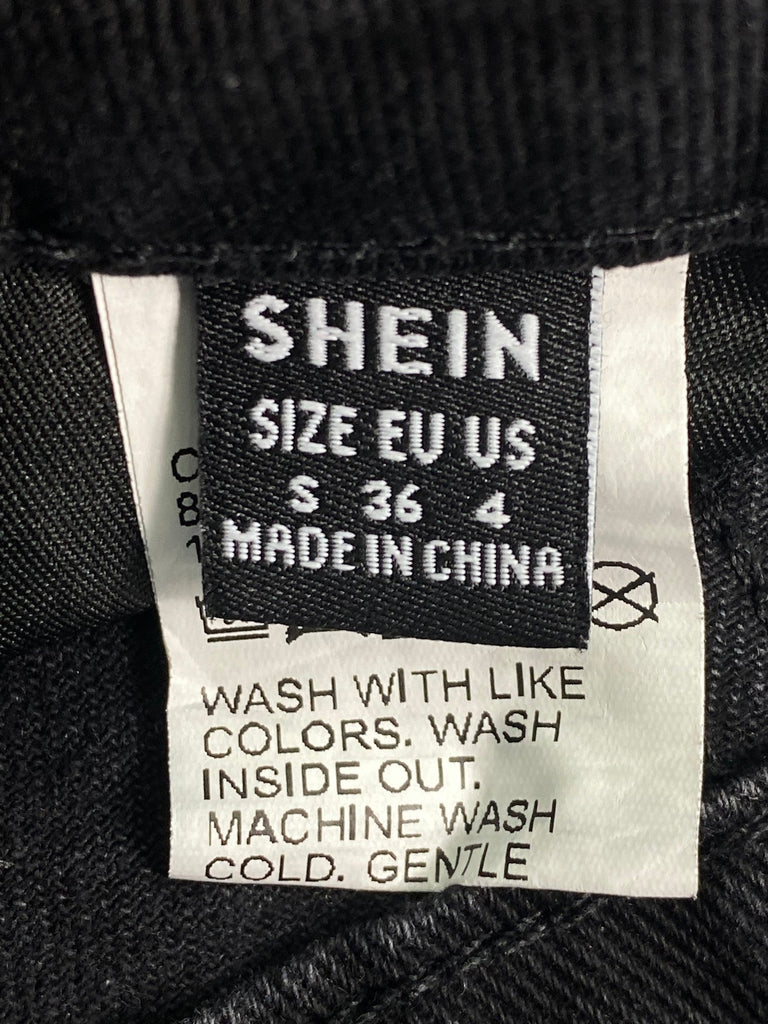 SHEIN
SIZE EU US
S 36 4
MADE IN CHINA
WASH WITH LIKE
COLORS. WASH
INSIDE OUT.
MACHINE WASH
COLD. GENTLE